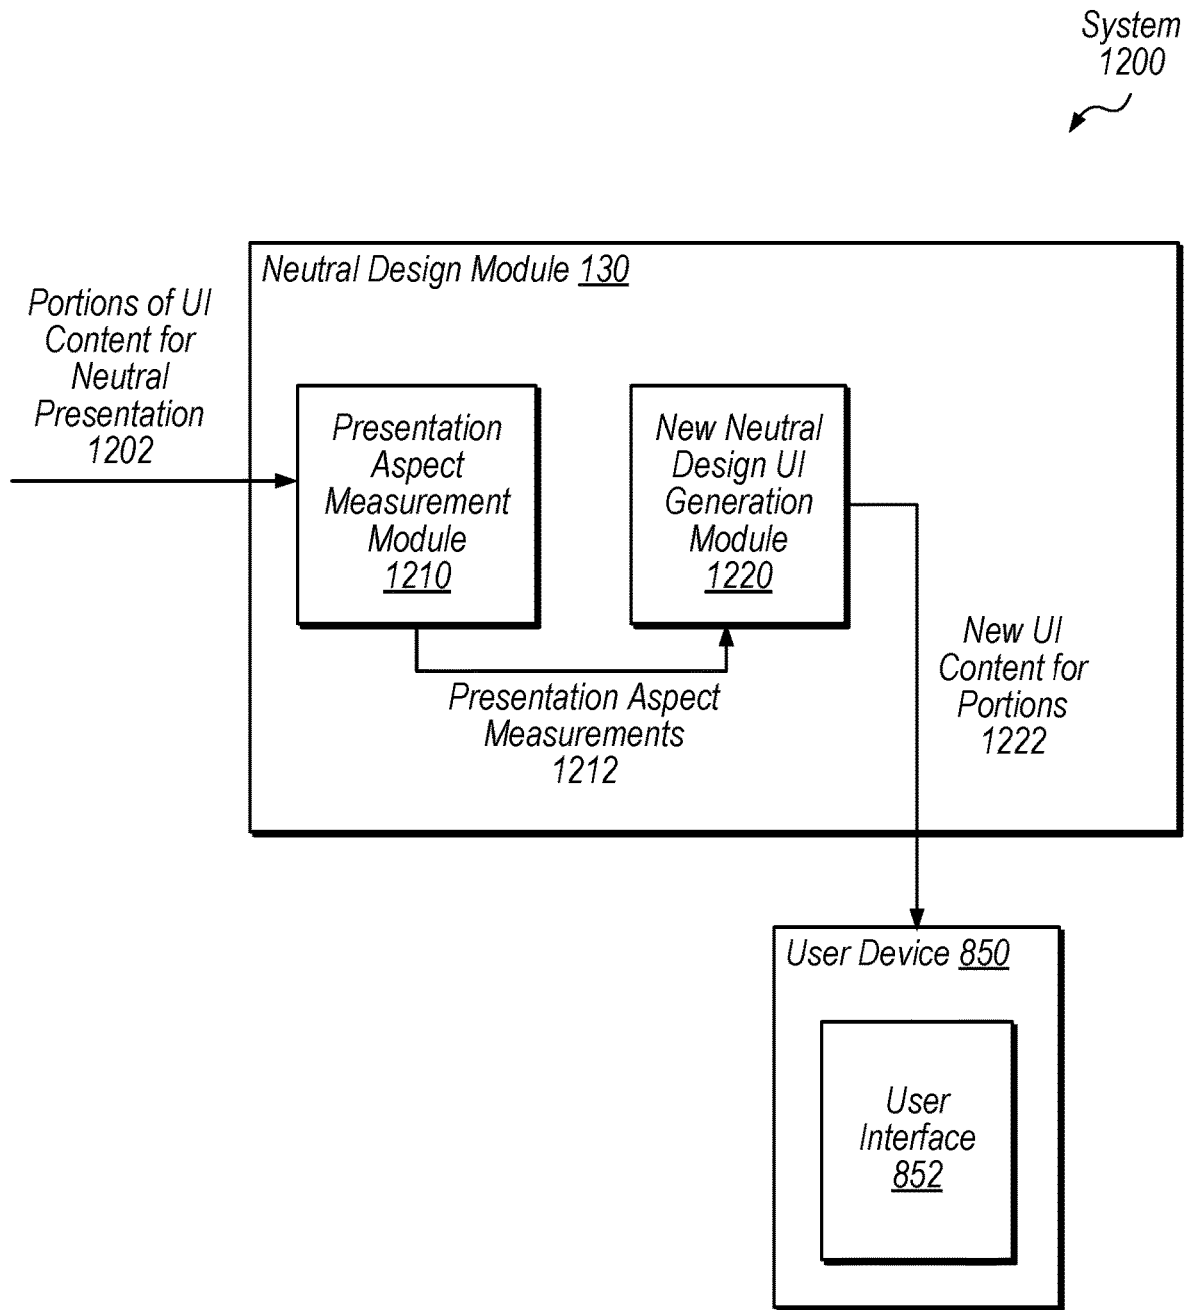 System
1200
Neutral Design Module 130
Portions of UI
Content for
Neutral
Presentation
1202
Presentation
Aspect
Measurement
Module
1210
New Neutral
Design UI
Generation
Module
1220
Presentation Aspect
Measurements
1212
New UI
Content for
Portions
1222
User Device 850
User
Interface
852